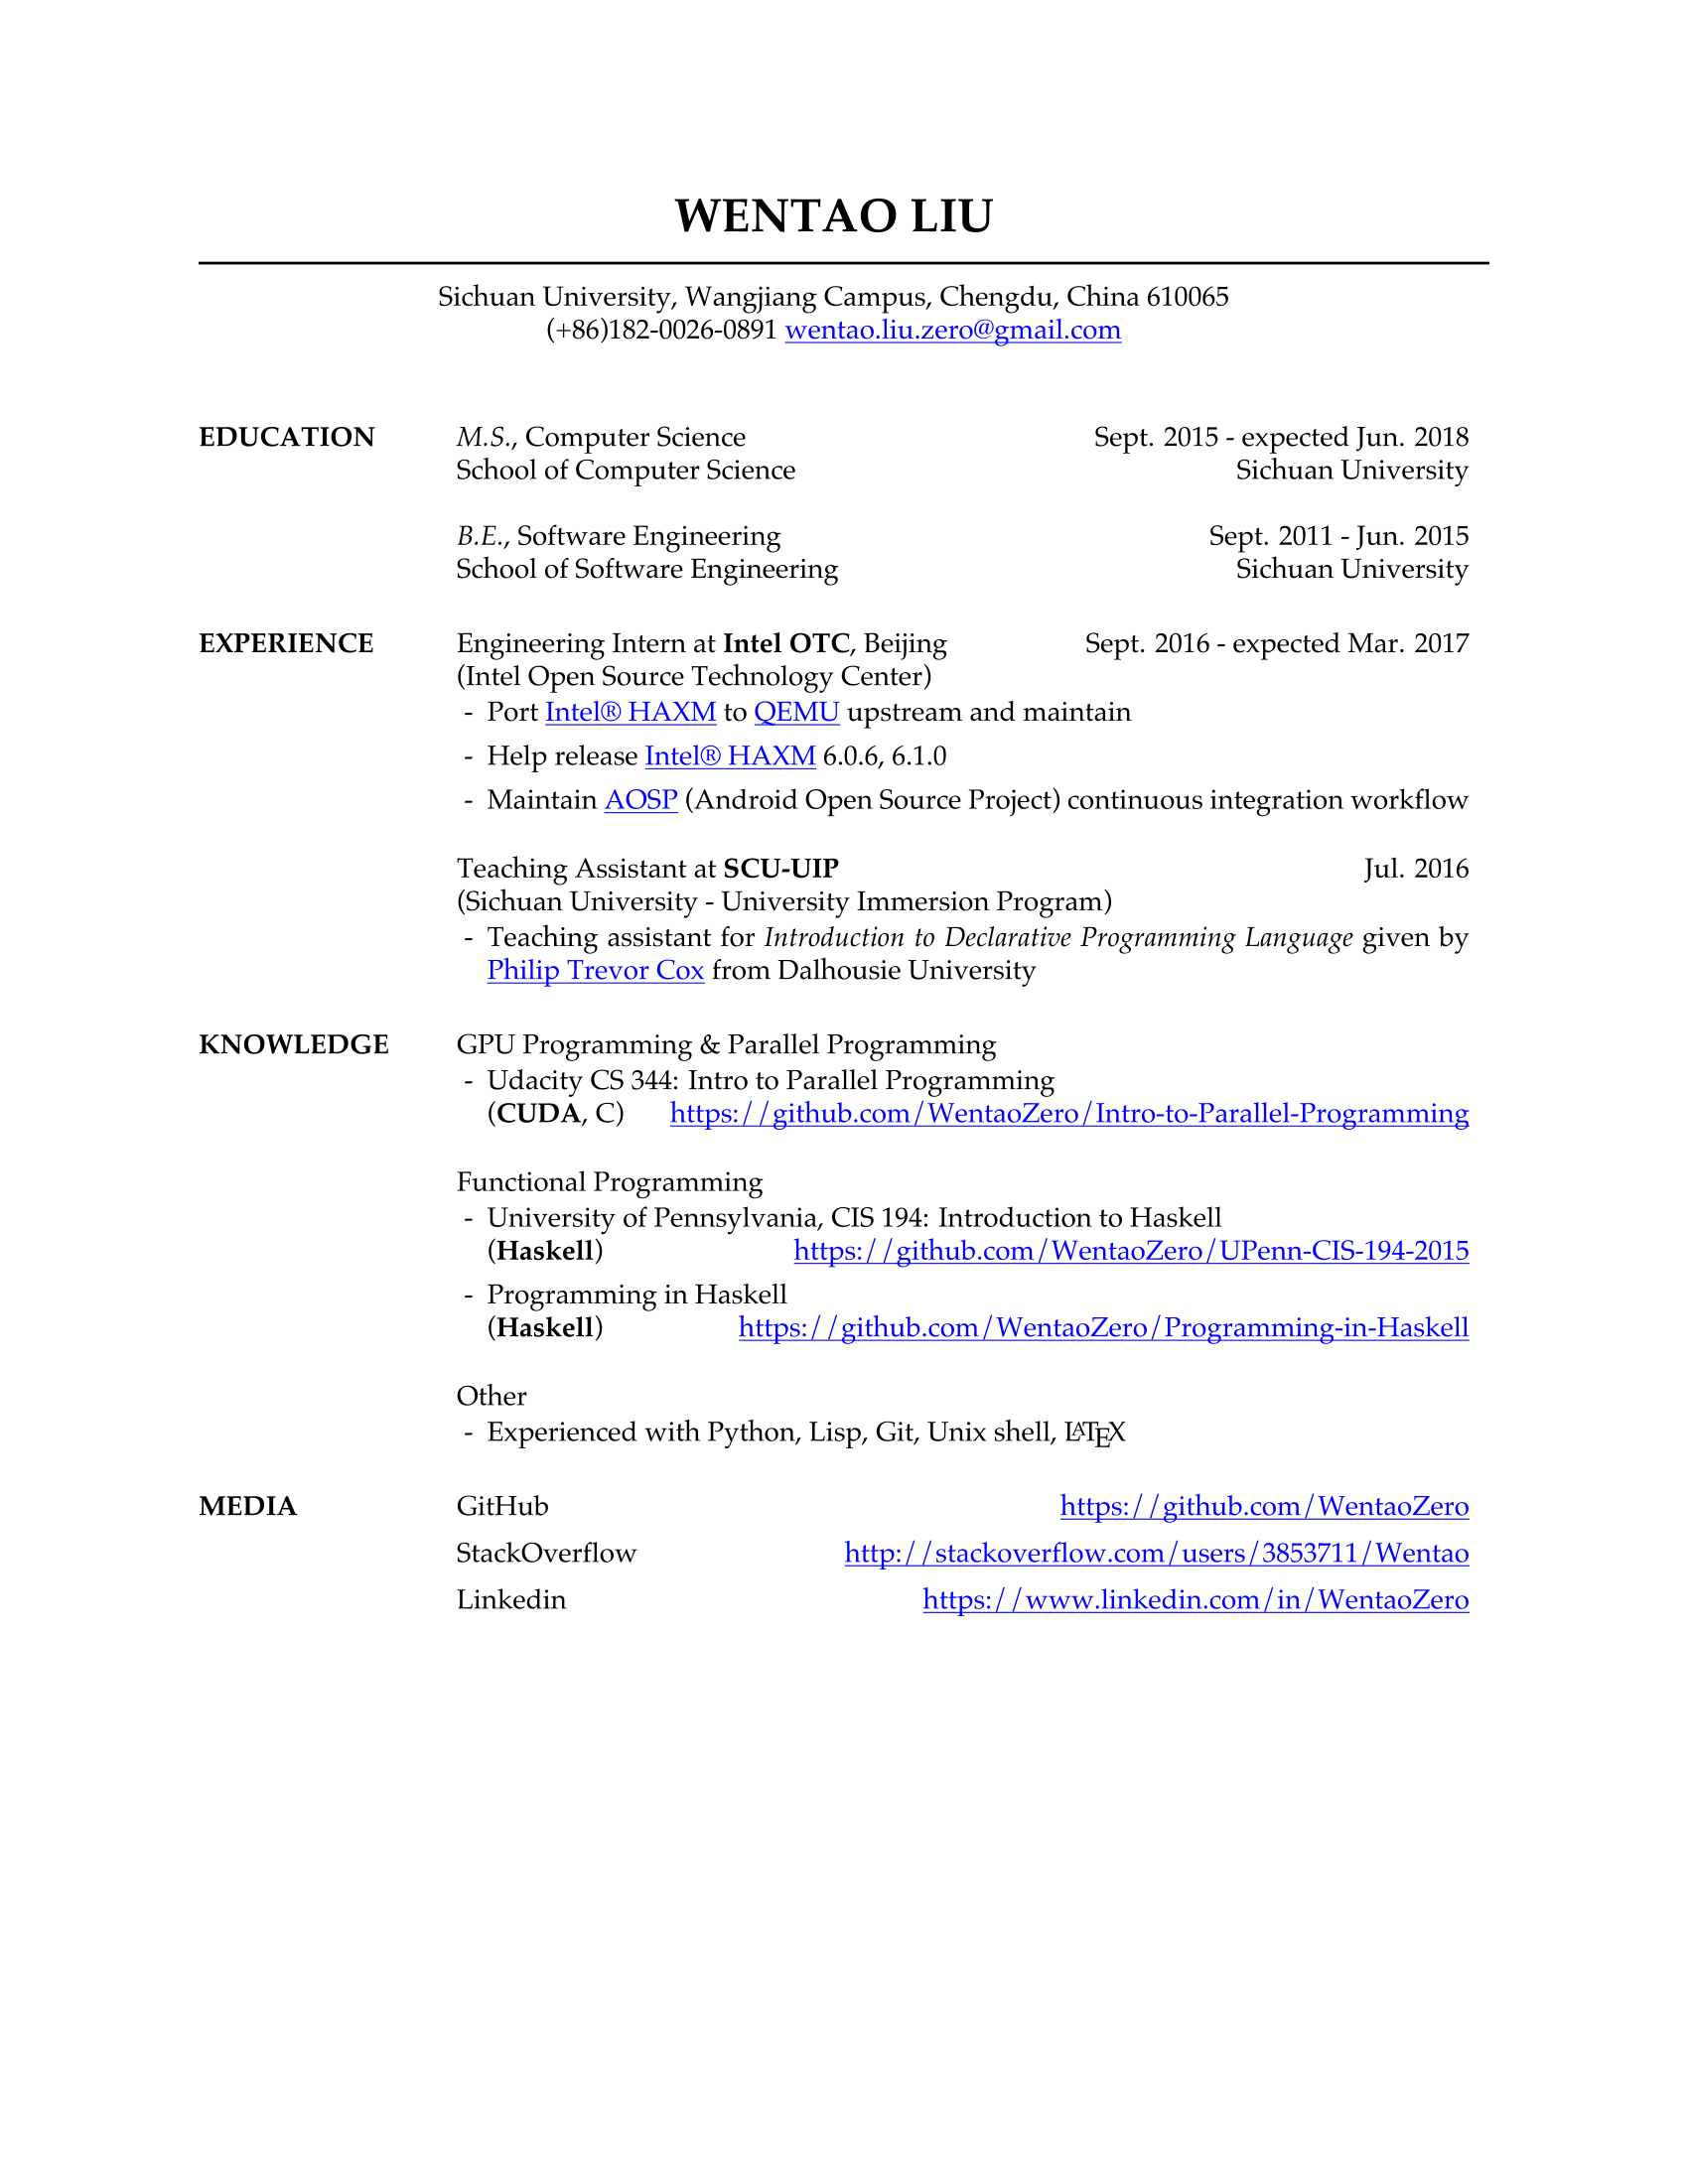 WENTAO LIU
Sichuan University, Wangjiang Campus, Chengdu, China 610065
(+86)182-0026-0891 wentao.liu.zero@gmail.com
EDUCATION M.S., Computer Science Sept. 2015 - expected Jun. 2018
School of Computer Science Sichuan University
B.E., Software Engineering Sept. 2011 - Jun. 2015
School of Software Engineering Sichuan University
EXPERIENCE Engineering Intern at Intel OTC, Beijing Sept. 2016 - expected Mar. 2017
(Intel Open Source Technology Center)
- Port Intel® HAXM to QEMU upstream and maintain
- Help release Intel® HAXM 6.0.6, 6.1.0
- Maintain AOSP (Android Open Source Project) continuous integration workflow
Teaching Assistant at SCU-UIP Jul. 2016
(Sichuan University - University Immersion Program)
- Teaching assistant for Introduction to Declarative Programming Language given by
Philip Trevor Cox from Dalhousie University
KNOWLEDGE GPU Programming & Parallel Programming
- Udacity CS 344: Intro to Parallel Programming
(CUDA, C) https://github.com/WentaoZero/Intro-to-Parallel-Programming
Functional Programming
- University of Pennsylvania, CIS 194: Introduction to Haskell
(Haskell) https://github.com/WentaoZero/UPenn-CIS-194-2015
- Programming in Haskell
(Haskell) https://github.com/WentaoZero/Programming-in-Haskell
Other
- Experienced with Python, Lisp, Git, Unix shell, LATEX
MEDIA GitHub https://github.com/WentaoZero
StackOverflow http://stackoverflow.com/users/3853711/Wentao
Linkedin https://www.linkedin.com/in/WentaoZero